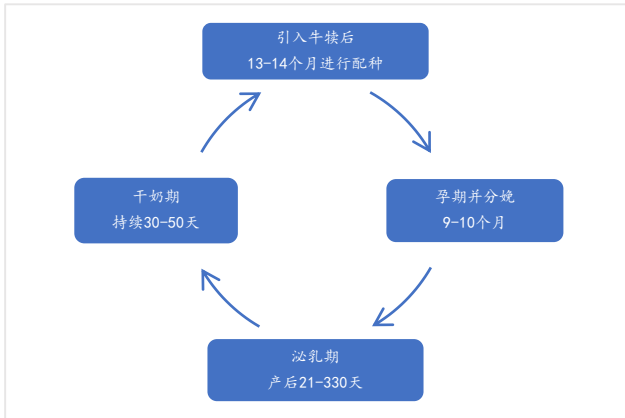 引入牛犊后
13-14个月进行配种
孕期并分娩
9-10个月
泌乳期
产后21-330天
干奶期
持续30-50天